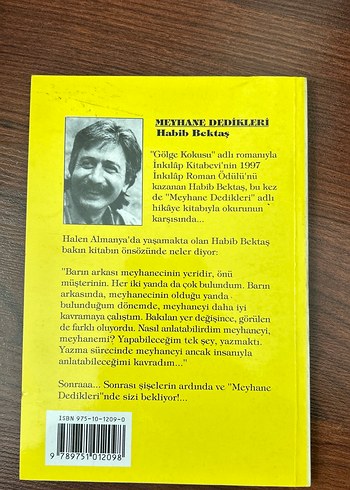 MEYHANE DEDİKLERİ
Habib Bektaş
"Gölge Kokusu" adlı romanıyla
İnkılâp Kitabevi'nin 1997
İnkılâp Roman Ödülü'nü
kazanan Habib Bektaş, bu kez
de "Meyhane Dedikleri" adlı
hikâye kitabıyla okurunun
karşısında...
Halen Almanya'da yaşamakta olan Habib Bektaş
bakın kitabın önsözünde neler diyor:
"Barın arkası meyhanecinin yeridir, önü
müşterinin. Her iki yanda da çok bulundum. Barın
arkasında, meyhanecinin olduğu yanda
bulunduğum dönemde, meyhaneyi daha iyi
kavramaya çalıştım. Bakılan yer değişince, görülen
de farklı oluyordu. Nasıl anlatabilirdim meyhaneyi,
meyhanemi? Yapabileceğim tek şey, yazmaktı.
Yazma sürecinde meyhaneyi ancak insanıyla
anlatabileceğimi kavradım..."
Sonraaa... Sonrası şişelerin ardında ve "Meyhane
Dedikleri"nde sizi bekliyor!...
ISBN 975-10-1209-0
9 789751 012098